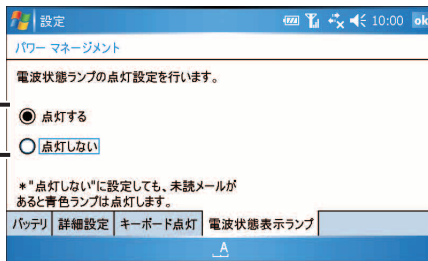 設定 10:00 ok
パワー マネージメント
電波状態ランプの点灯設定を行います。
点灯する
点灯しない
*"点灯しない"に設定しても、未読メールが
あると青色ランプは点灯します。
バッテリ 詳細設定 キーボード点灯 電波状態表示ランプ
A